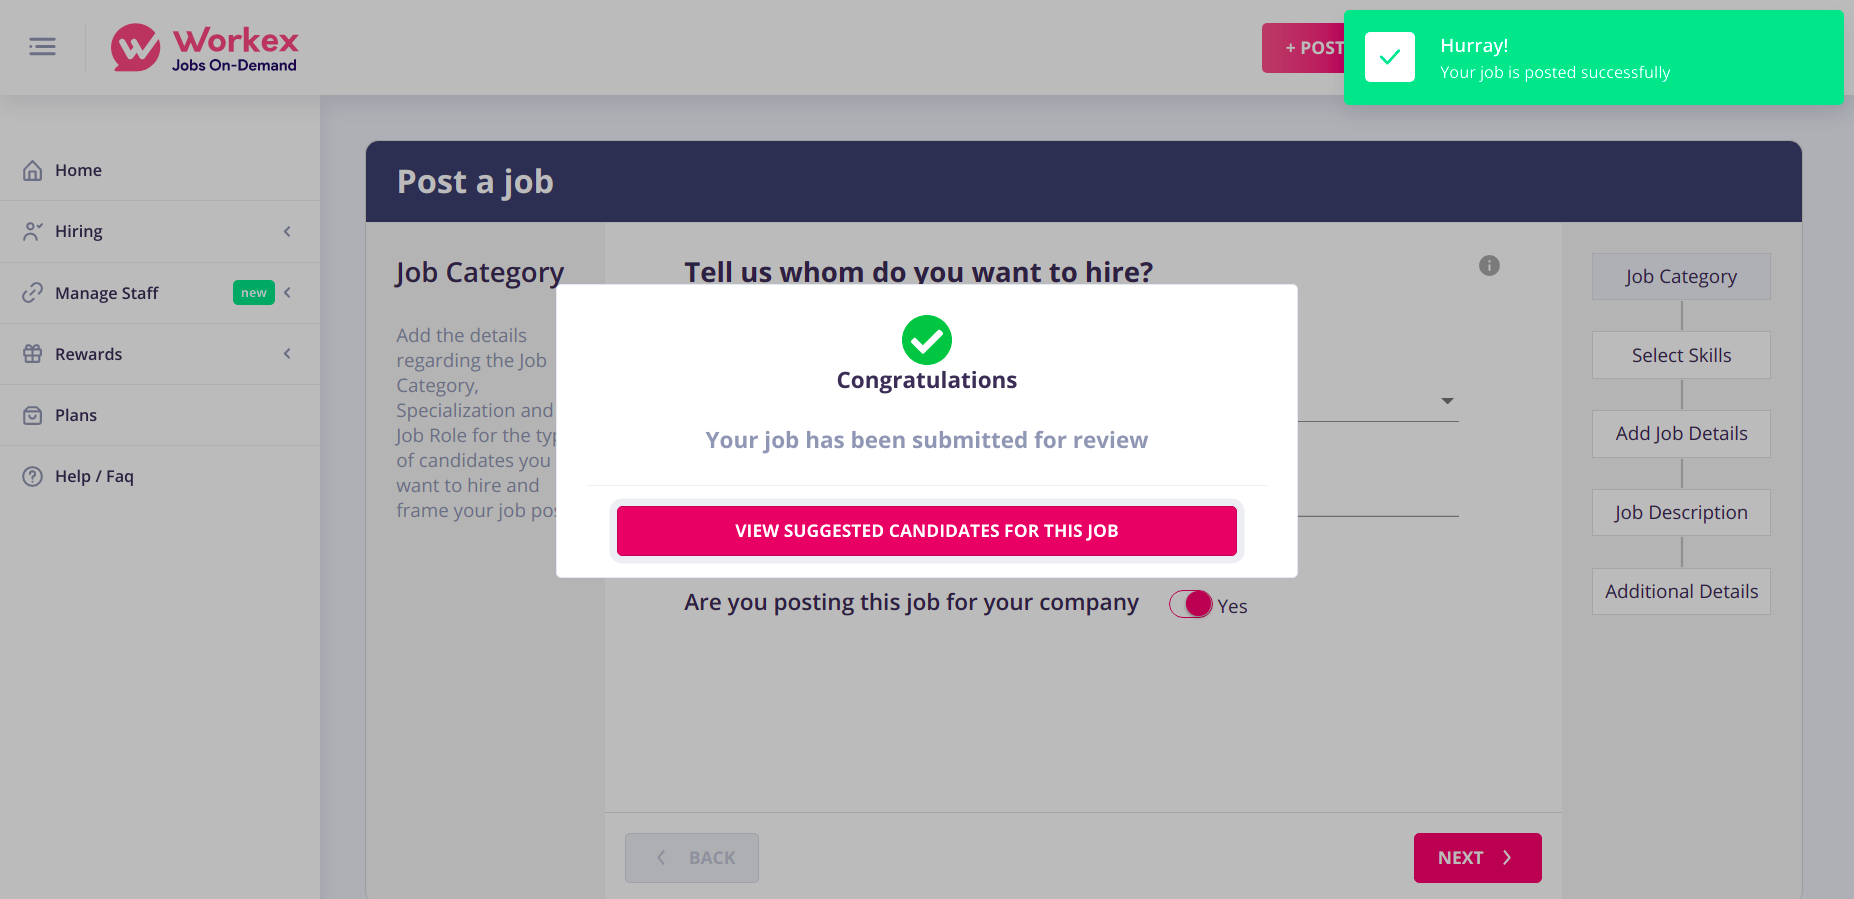 Workex
Jobs On-Demand
+ POST
Hurray!
Your job is posted successfully
Home
Hiring
Manage Staff
new
Rewards
Plans
Help / Faq
Post a job
Job Category
Add the details
regarding the Job
Category,
Specialization and
Job Role for the
of candidates you
want to hire and
frame your job
Tell us whom do you want to hire?
Congratulations
Your job has been submitted for review
VIEW SUGGESTED CANDIDATES FOR THIS JOB
Are you posting this job for your company
Yes
BACK
NEXT
Job Category
Select Skills
Add Job Details
Job Description
Additional Details